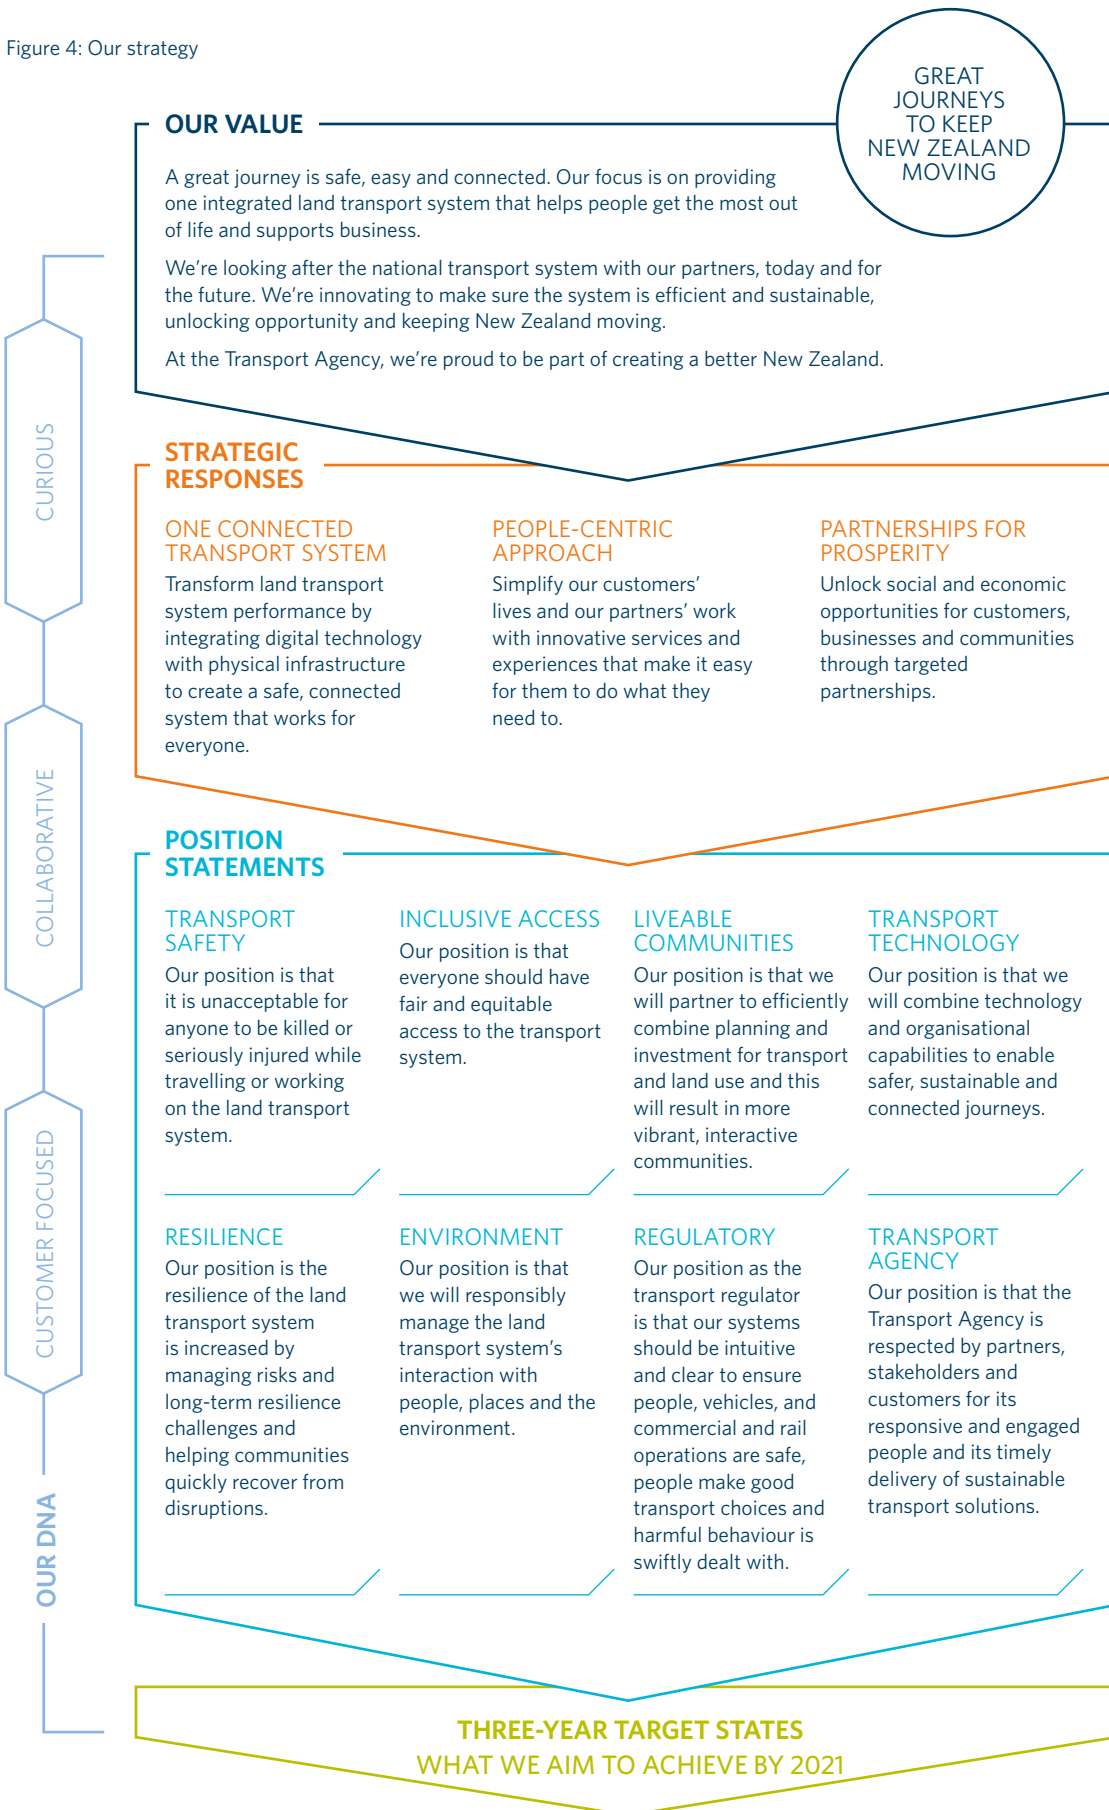 Figure 4: Our strategy
GREAT
JOURNEYS
TO KEEP
NEW ZEALAND
MOVING
OUR VALUE
A great journey is safe, easy and connected. Our focus is on providing
one integrated land transport system that helps people get the most out
of life and supports business.
We’re looking after the national transport system with our partners, today and for
the future. We’re innovating to make sure the system is efficient and sustainable,
unlocking opportunity and keeping New Zealand moving.
At the Transport Agency, we’re proud to be part of creating a better New Zealand.
STRATEGIC
RESPONSES
ONE CONNECTED
TRANSPORT SYSTEM
Transform land transport
system performance by
integrating digital technology
with physical infrastructure
to create a safe, connected
system that works for
everyone.
PEOPLE-CENTRIC
APPROACH
Simplify our customers’
lives and our partners’ work
with innovative services and
experiences that make it easy
for them to do what they
need to.
PARTNERSHIPS FOR
PROSPERITY
Unlock social and economic
opportunities for customers,
businesses and communities
through targeted
partnerships.
POSITION
STATEMENTS
TRANSPORT
SAFETY
Our position is that
it is unacceptable for
anyone to be killed or
seriously injured while
travelling or working
on the land transport
system.
INCLUSIVE ACCESS
Our position is that
everyone should have
fair and equitable
access to the transport
system.
LIVEABLE
COMMUNITIES
Our position is that we
will partner to efficiently
combine planning and
investment for transport
and land use and this
will result in more
vibrant, interactive
communities.
TRANSPORT
TECHNOLOGY
Our position is that we
will combine technology
and organisational
capabilities to enable
safer, sustainable and
connected journeys.
RESILIENCE
Our position is the
resilience of the land
transport system
is increased by
managing risks and
long-term resilience
challenges and
helping communities
quickly recover from
disruptions.
ENVIRONMENT
Our position is that
we will responsibly
manage the land
transport system’s
interaction with
people, places and the
environment.
REGULATORY
Our position as the
transport regulator
is that our systems
should be intuitive
and clear to ensure
people, vehicles, and
commercial and rail
operations are safe,
people make good
transport choices and
harmful behaviour is
swiftly dealt with.
TRANSPORT
AGENCY
Our position is that the
Transport Agency is
respected by partners,
stakeholders and
customers for its
responsive and engaged
people and its timely
delivery of sustainable
transport solutions.
THREE-YEAR TARGET STATES
WHAT WE AIM TO ACHIEVE BY 2021
CURIOUS
COLLABORATIVE
CUSTOMER FOCUSED
OUR DNA